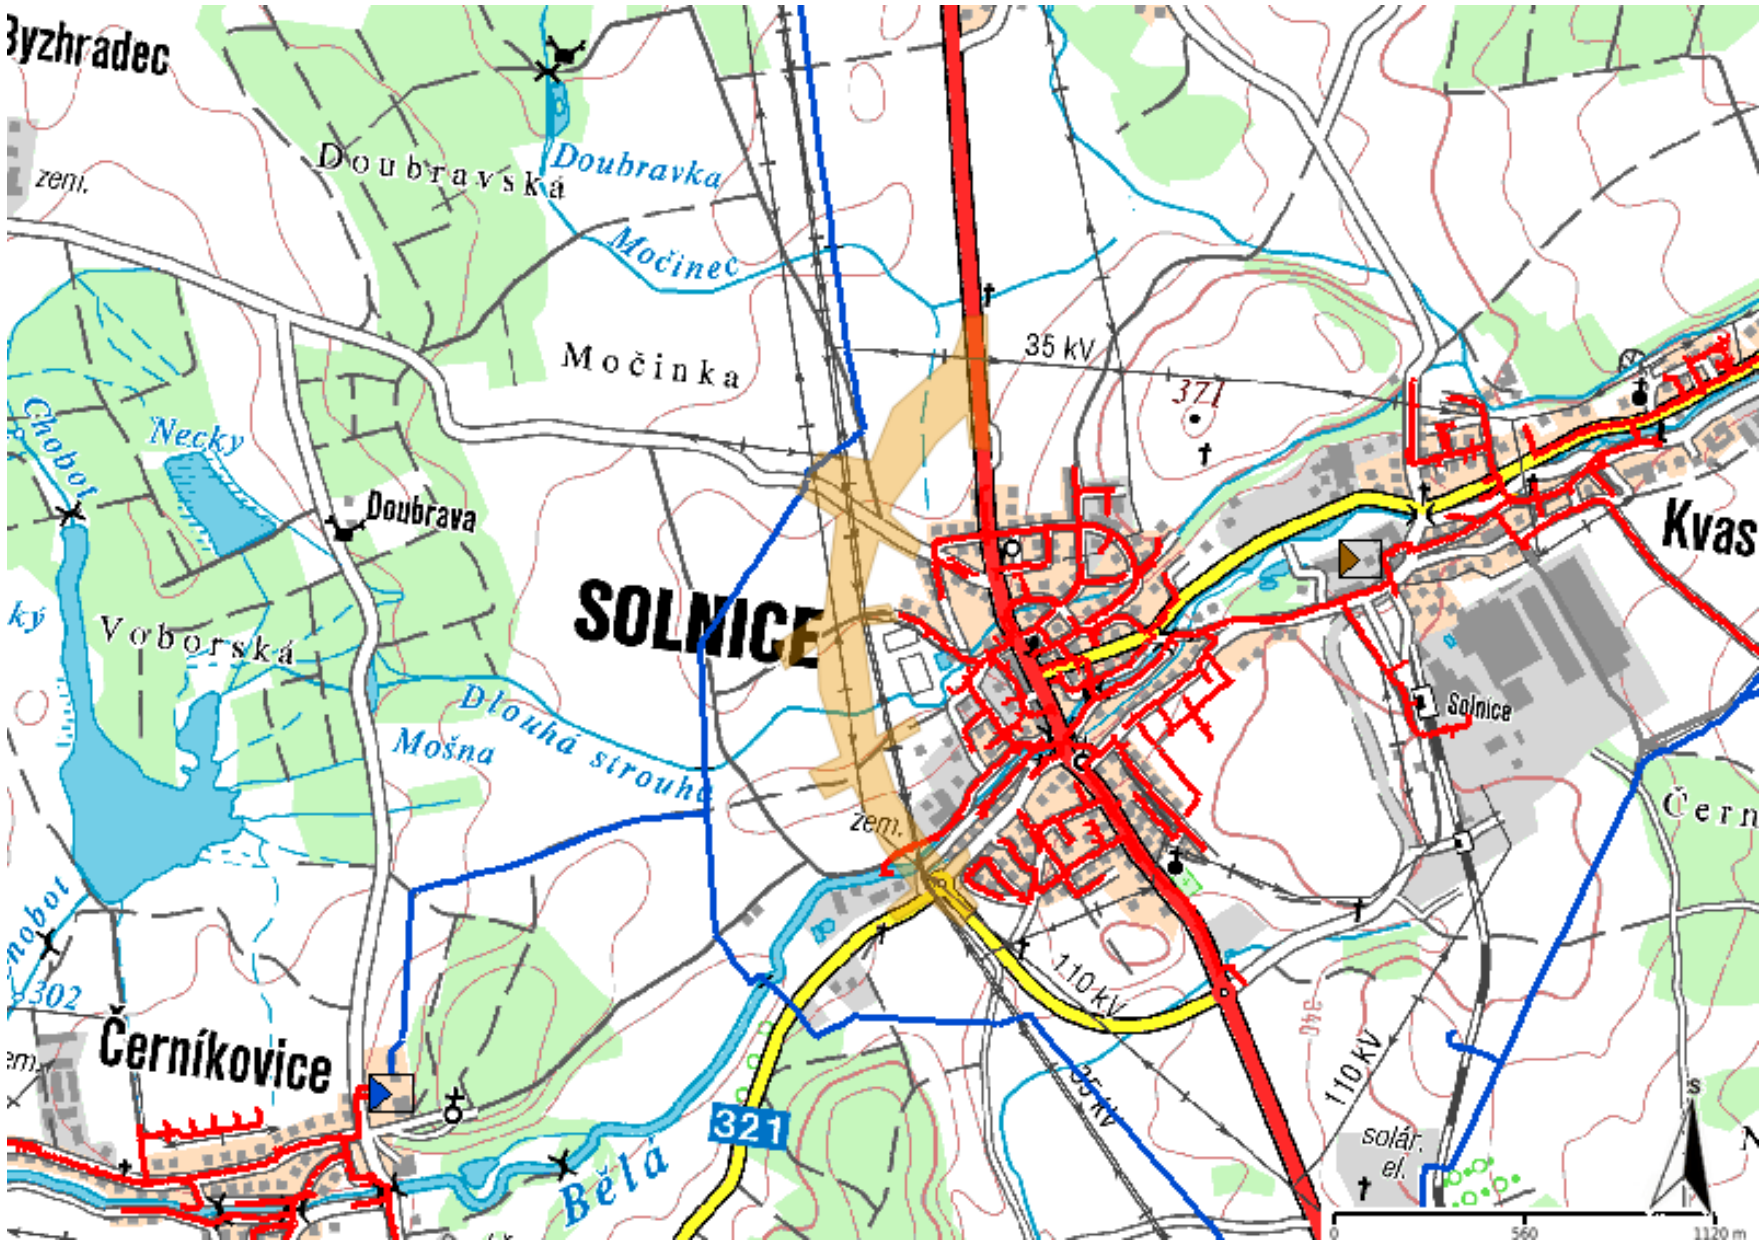 Byzhradec
zem.
Doubravská
Doubravka
Močinec
Močinka
35 kV
371
Chobot
Necky
Doubrava
Kvas
SOLNICE
ký
Voborská
Dlouhá strouha
Mošna
Solnice
zem.
Čern
nobot
302
110 kV
340
Černíkovice
em.
35 kV
110 kV
321
Bělá
solár.
el.
S
N
0
560
1120 m